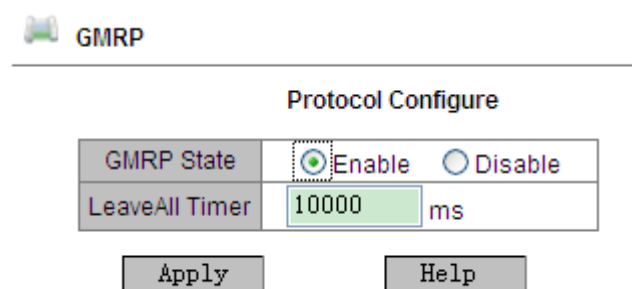 GMRP
Protocol Configure
GMRP State Enable Disable
LeaveAll Timer 10000 ms
Apply Help